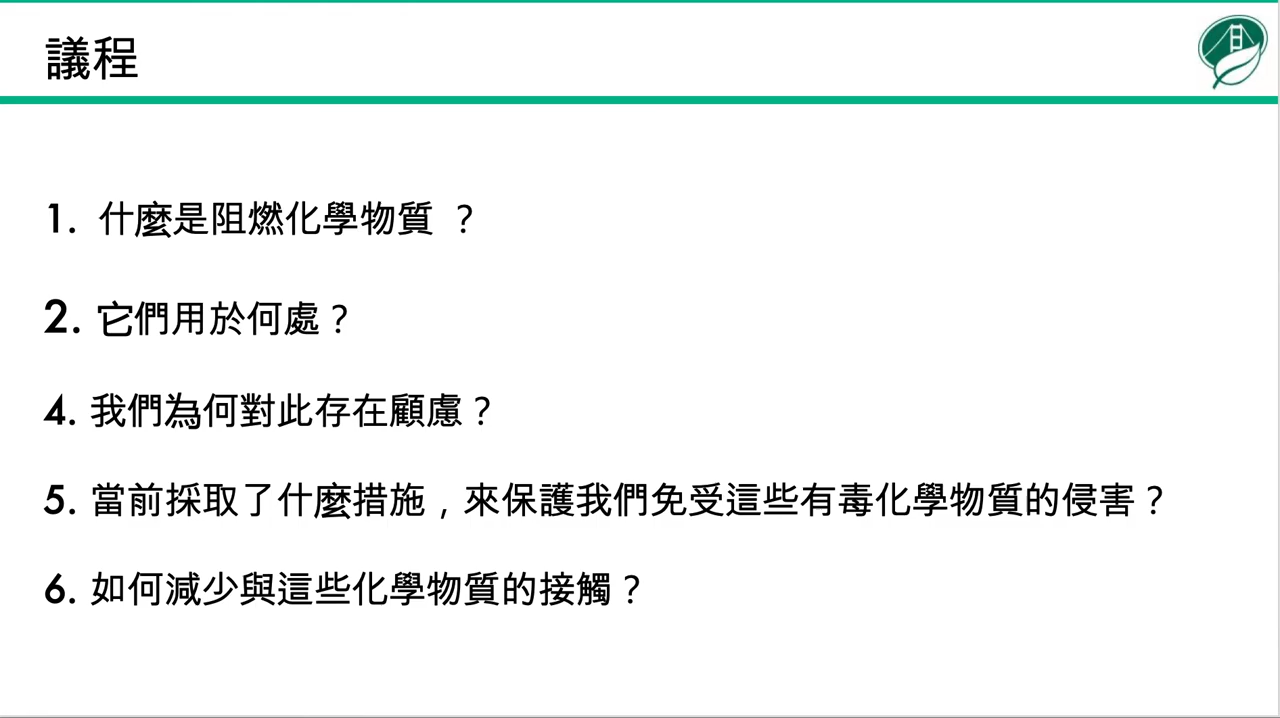 議程
1. 什麼是阻燃化學物質 ？
2. 它們用於何處？
4. 我們為何對此存在顧慮？
5. 當前採取了什麼措施，來保護我們免受這些有毒化學物質的侵害？
6. 如何減少與這些化學物質的接觸？